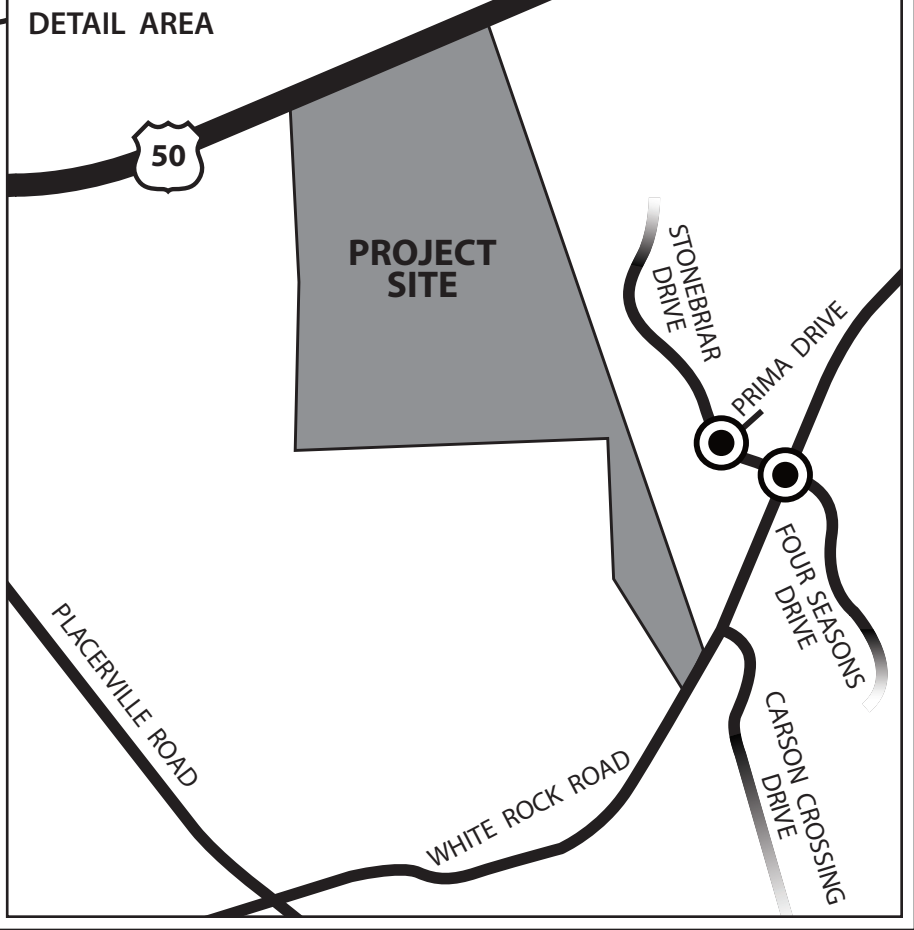 DETAIL AREA
50
PROJECT
SITE
STONEBRIAR
DRIVE
PRIMA DRIVE
FOUR SEASONS
DRIVE
PLACERVILLE ROAD
WHITE ROCK ROAD
CARSON CROSSING
DRIVE